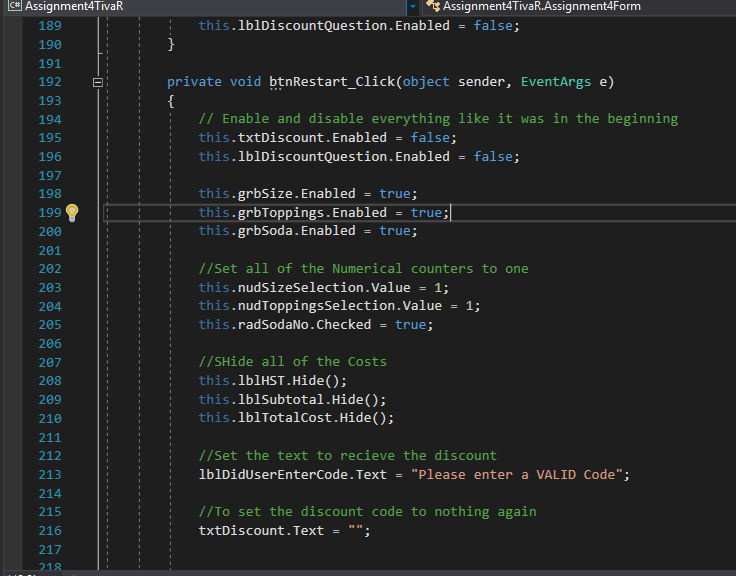 C# Assignment4TivaR Assignment4TivaR.Assignment4Form
189 this.lblDiscountQuestion.Enabled = false;
190 }
191
192 private void btnRestart_Click(object sender, EventArgs e)
193 {
194 // Enable and disable everything like it was in the beginning
195 this.txtDiscount.Enabled = false;
196 this.lblDiscountQuestion.Enabled = false;
197
198 this.grbSize.Enabled = true;
199 this.grbToppings.Enabled = true;
200 this.grbSoda.Enabled = true;
201
202 //Set all of the Numerical counters to one
203 this.nudSizeSelection.Value = 1;
204 this.nudToppingsSelection.Value = 1;
205 this.radSodaNo.Checked = true;
206
207 //SHide all of the Costs
208 this.lblHST.Hide();
209 this.lblSubtotal.Hide();
210 this.lblTotalCost.Hide();
211
212 //Set the text to recieve the discount
213 lblDidUserEnterCode.Text = "Please enter a VALID Code";
214
215 //To set the discount code to nothing again
216 txtDiscount.Text = "";
217
218